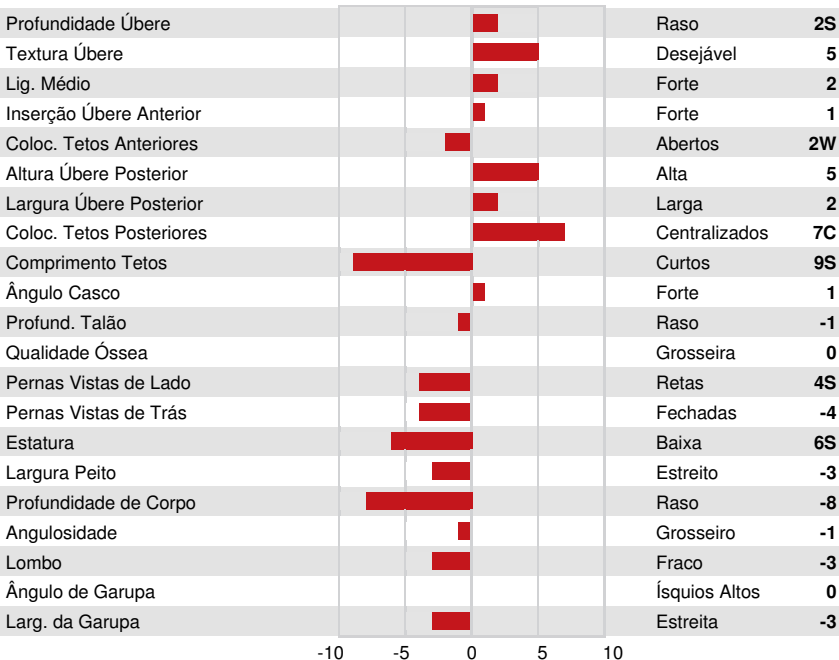 Profundidade Úbere Raso 2S
Textura Úbere Desejável 5
Lig. Médio Forte 2
Inserção Úbere Anterior Forte 1
Coloc. Tetos Anteriores Abertos 2W
Altura Úbere Posterior Alta 5
Largura Úbere Posterior Larga 2
Coloc. Tetos Posteriores Centralizados 7C
Comprimento Tetos Curtos 9S
Ângulo Casco Forte 1
Profund. Talão Raso -1
Qualidade Óssea Grosseira 0
Pernas Vistas de Lado Retas 4S
Pernas Vistas de Trás Fechadas -4
Estatura Baixa 6S
Largura Peito Estreito -3
Profundidade de Corpo Raso -8
Angulosidade Grosseiro -1
Lombo Fraco -3
Ângulo de Garupa Ísquios Altos 0
Larg. da Garupa Estreita -3
-10 -5 0 5 10